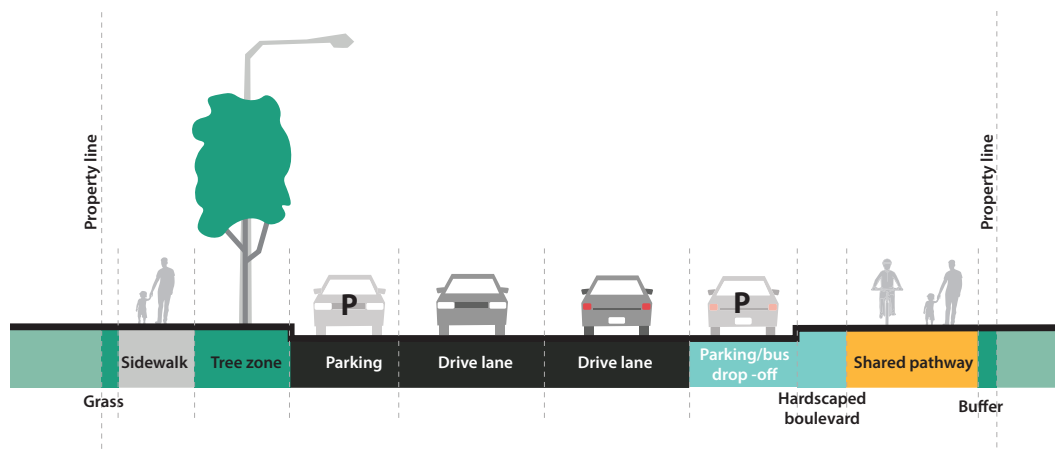 Property line
Property line
P
P
Sidewalk
Tree zone
Parking
Drive lane
Drive lane
Parking/bus
drop -off
Shared pathway
Grass
Hardscaped
boulevard
Buffer